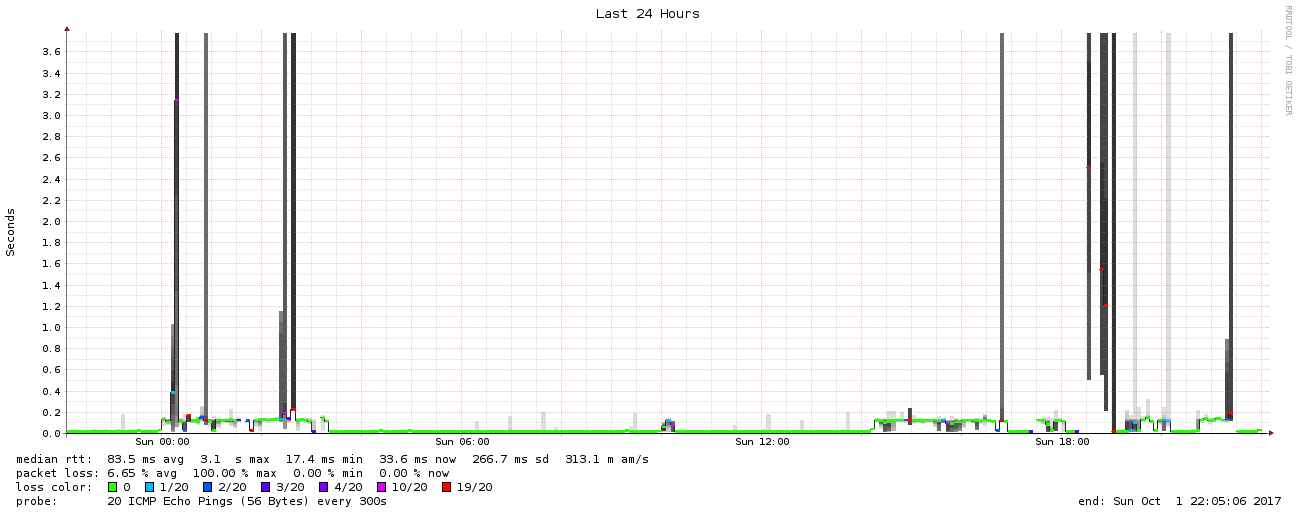 Last 24 Hours
RRDTOOL / TOBI OETIKER
Seconds
3.6
3.4
3.2
3.0
2.8
2.6
2.4
2.2
2.0
1.8
1.6
1.4
1.2
1.0
0.8
0.6
0.4
0.2
0.0
Sun 00:00 Sun 06:00 Sun 12:00 Sun 18:00
median rtt: 83.5 ms avg 3.1 s max 17.4 ms min 33.6 ms now 266.7 ms sd 313.1 m am/s
packet loss: 6.65 % avg 100.00 % max 0.00 % min 0.00 % now
loss color: 0 1/20 2/20 3/20 4/20 10/20 19/20
probe: 20 ICMP Echo Pings (56 Bytes) every 300s end: Sun Oct 1 22:05:06 2017